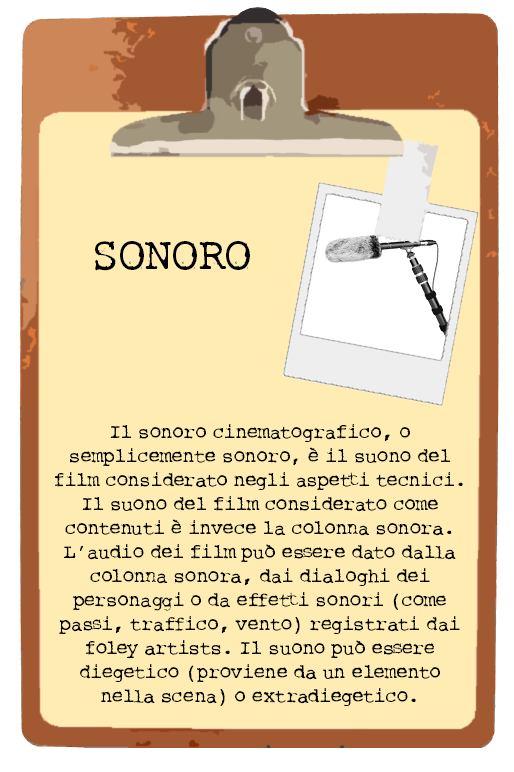 SONORO
Il sonoro cinematografico, o
semplicemente sonoro, è il suono del
film considerato negli aspetti tecnici.
Il suono del film considerato come
contenuti è invece la colonna sonora.
L'audio dei film può essere dato dalla
colonna sonora, dai dialoghi dei
personaggi o da effetti sonori (come
passi, traffico, vento) registrati dai
foley artists. Il suono può essere
diegetico (proviene da un elemento
nella scena) o extradiegetico.